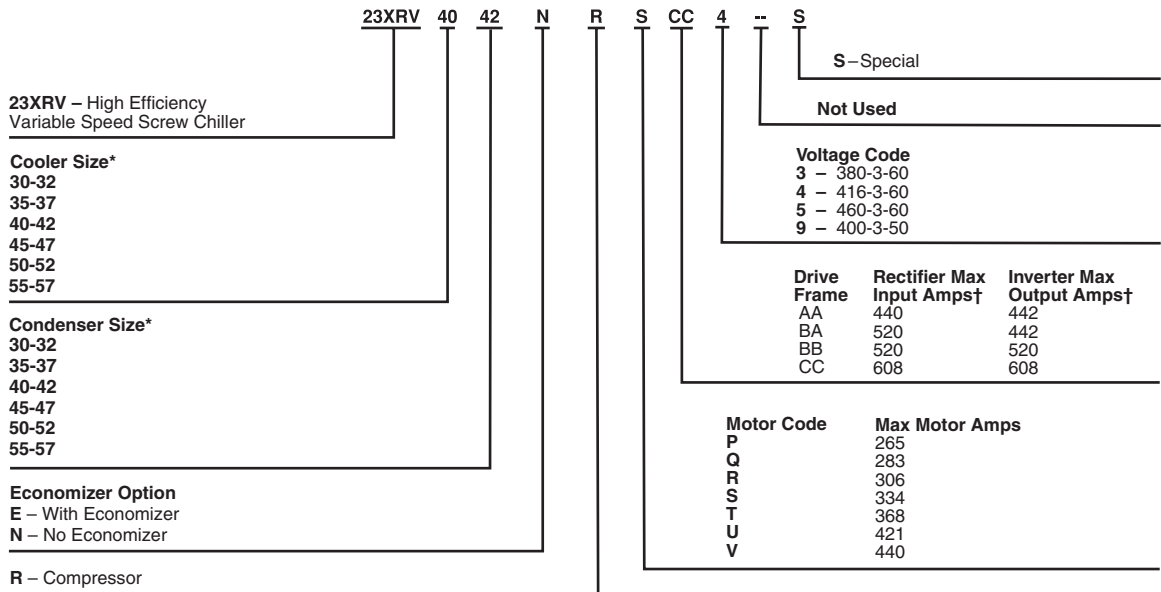 23XRV 40 42 N R S CC 4 -- S
S – Special
Not Used
23XRV – High Efficiency
Variable Speed Screw Chiller
Cooler Size*
30-32
35-37
40-42
45-47
50-52
55-57
Condenser Size*
30-32
35-37
40-42
45-47
50-52
55-57
Economizer Option
E – With Economizer
N – No Economizer
R – Compressor
Voltage Code
3 – 380-3-60
4 – 416-3-60
5 – 460-3-60
9 – 400-3-50
Drive Rectifier Max Inverter Max
Frame Input Amps† Output Amps†
AA 440 442
BA 520 442
BB 520 520
CC 608 608
Motor Code Max Motor Amps
P 265
Q 283
R 306
S 334
T 368
U 421
V 440